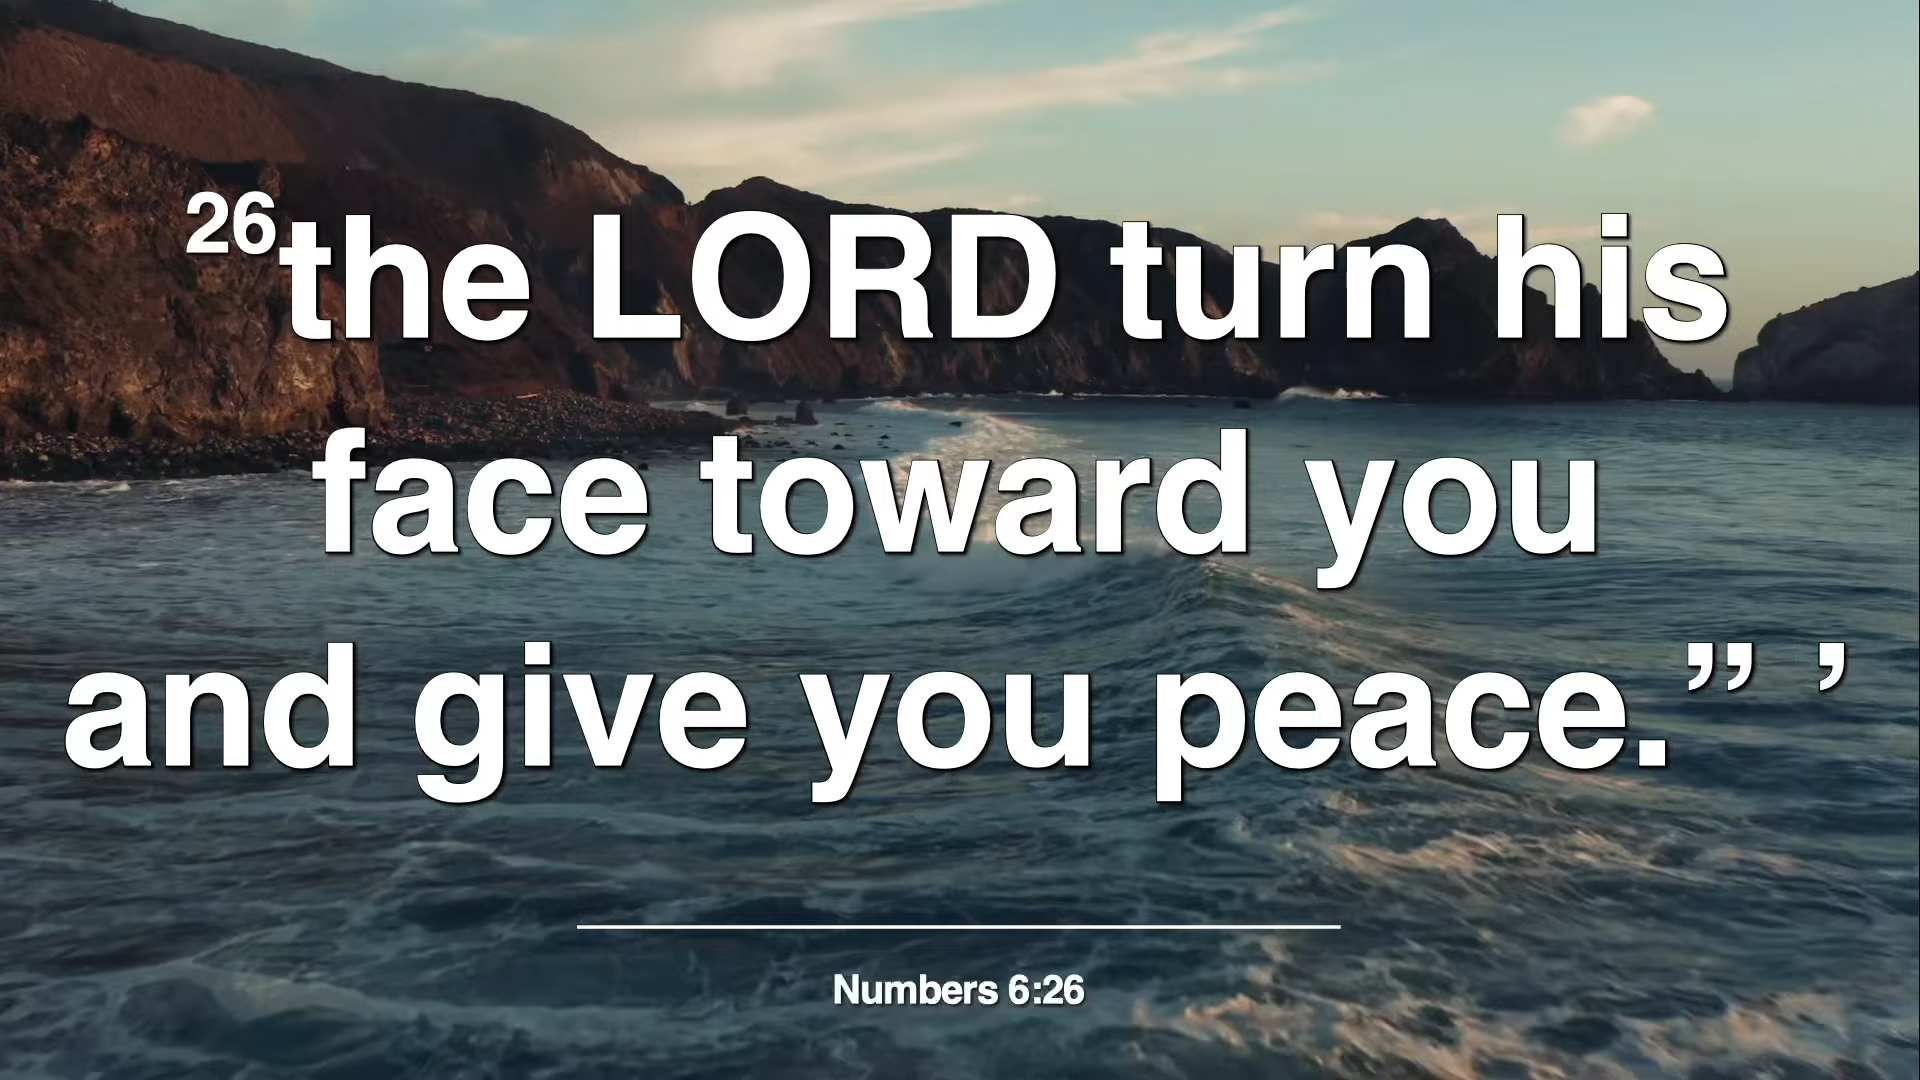 26the LORD turn his
face toward you
and give you peace.” ’
Numbers 6:26